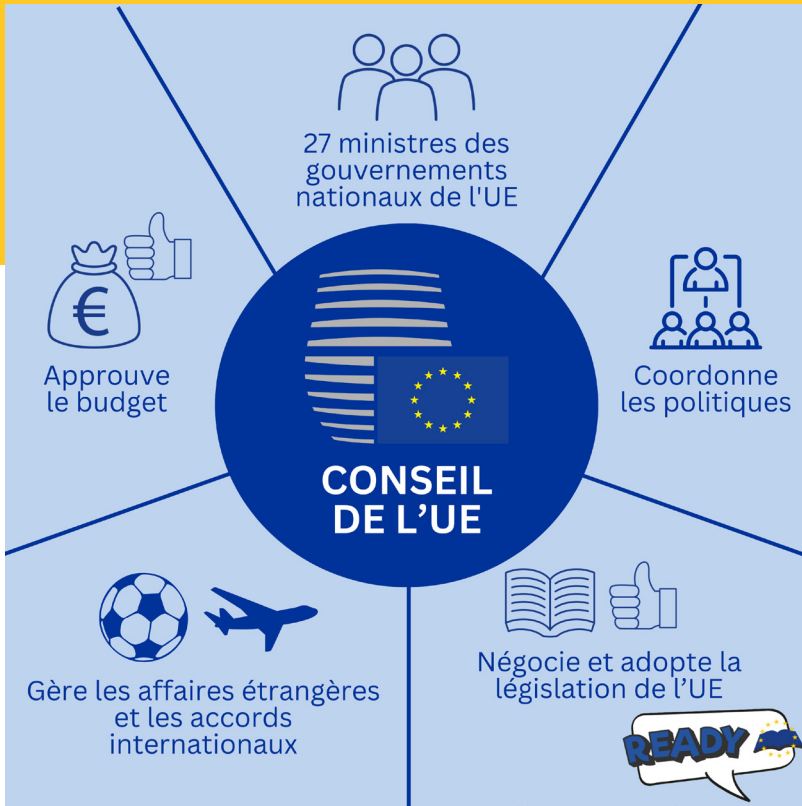 27 ministres des
gouvernements
nationaux de l'UE
€
Approuve
le budget
Coordonne
les politiques
CONSEIL
DE L’UE
Gère les affaires étrangères
et les accords
internationaux
Négocie et adopte la
législation de l’UE
READY